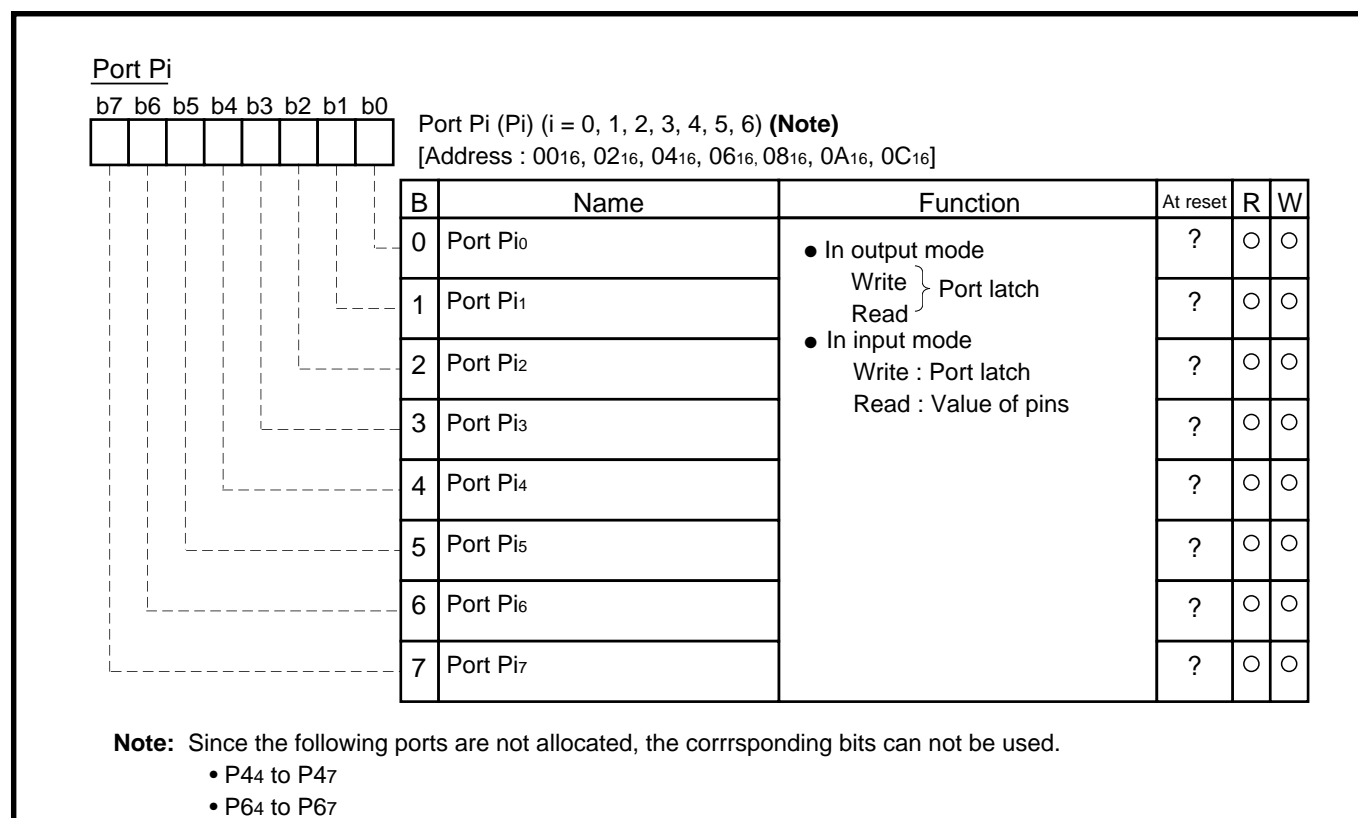 Port Pi
b7 b6 b5 b4 b3 b2 b1 b0
Port Pi (Pi) (i = 0, 1, 2, 3, 4, 5, 6) (Note)
[Address : 0016, 0216, 0416, 0616, 0816, 0A16, 0C16]
B Name Function At reset R W
0 Port Pi0 ? ○ ○
● In output mode
Write } Port latch
Read
1 Port Pi1 ? ○ ○
● In input mode
2 Port Pi2 ? ○ ○
Write : Port latch
Read : Value of pins
3 Port Pi3 ? ○ ○
4 Port Pi4 ? ○ ○
5 Port Pi5 ? ○ ○
6 Port Pi6 ? ○ ○
7 Port Pi7 ? ○ ○
Note: Since the following ports are not allocated, the corrrsponding bits can not be used.
• P44 to P47
• P64 to P67